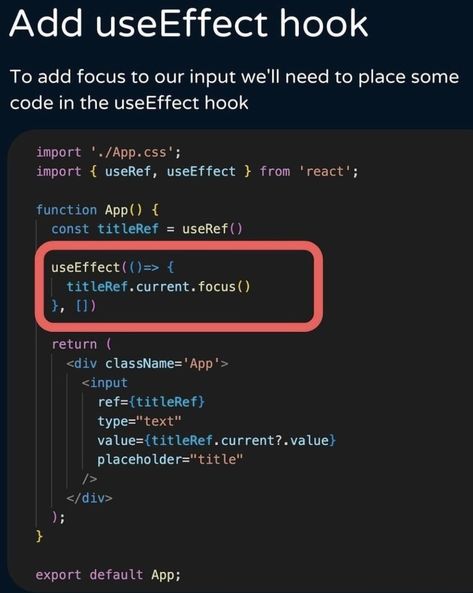 Add useEffect hook
To add focus to our input we'll need to place some
code in the useEffect hook
import './App.css';
import { useRef, useEffect } from 'react';
function App() {
const titleRef = useRef()
useEffect(()=> {
titleRef.current.focus()
}, [])
return (
<div className='App'>
<input
ref={titleRef}
type="text"
value={titleRef.current?.value}
placeholder="title"
/>
</div>
);
}
export default App;